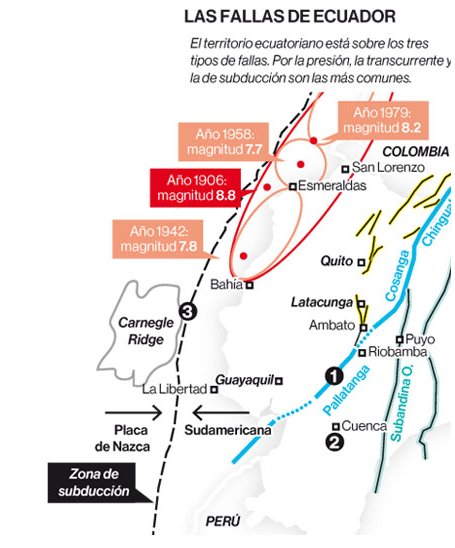 LAS FALLAS DE ECUADOR
El territorio ecuatoriano está sobre los tres
tipos de fallas. Por la presión, la transcurrente y
la de subducción son las más comunes.
Año 1979:
magnitud 8.2
Año 1958:
magnitud 7.7
COLOMBIA
San Lorenzo
Año 1906:
magnitud 8.8
Esmeraldas
Año 1942:
magnitud 7.8
Chingual
Cosanga
Quito
Bahía
Latacunga
3
Carnegle
Ridge
Ambato
Puyo
Riobamba
Guayaquil
1
La Libertad
Pallatanga
Subandina O.
Placa
de Nazca
Sudamericana
Cuenca
2
Zona de
subducción
PERÚ